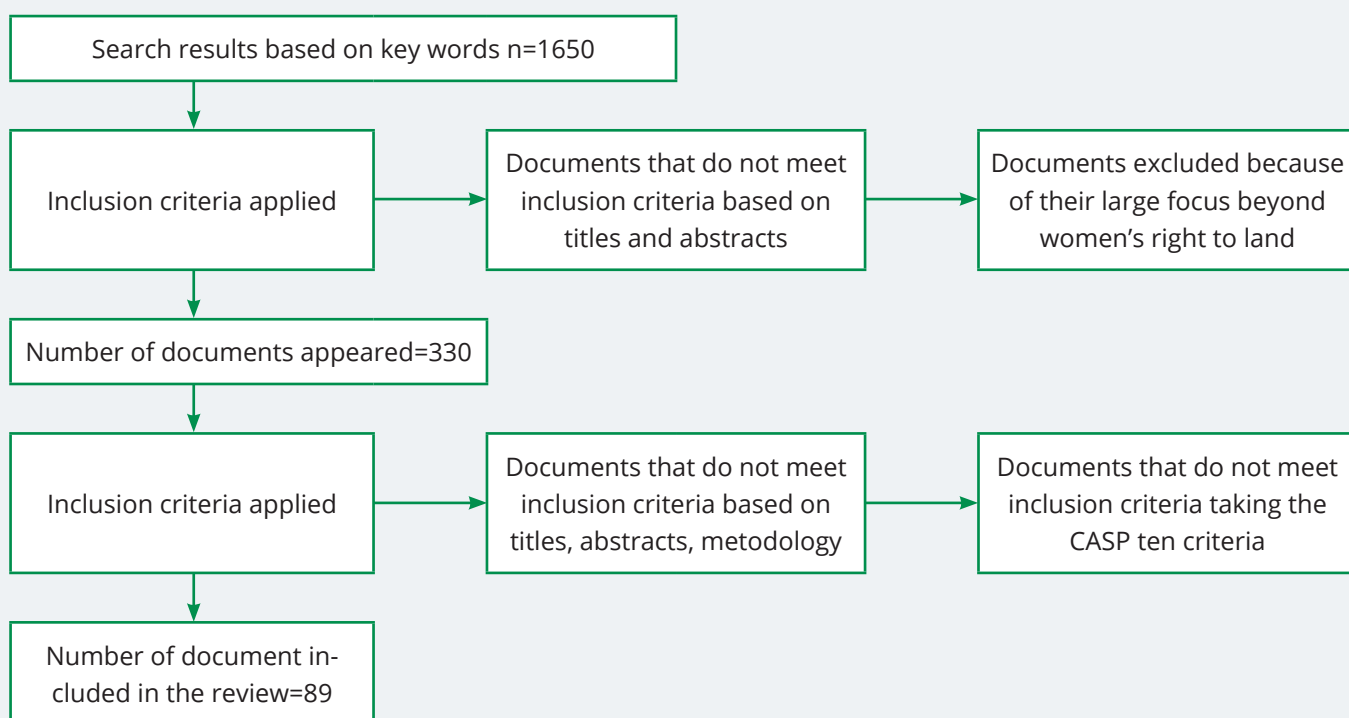 Search results based on key words n=1650
Inclusion criteria applied
Documents that do not meet
inclusion criteria based on
titles and abstracts
Documents excluded because
of their large focus beyond
women’s right to land
Number of documents appeared=330
Inclusion criteria applied
Documents that do not meet
inclusion criteria based on
titles, abstracts, metodology
Documents that do not meet
inclusion criteria taking the
CASP ten criteria
Number of document in-
cluded in the review=89